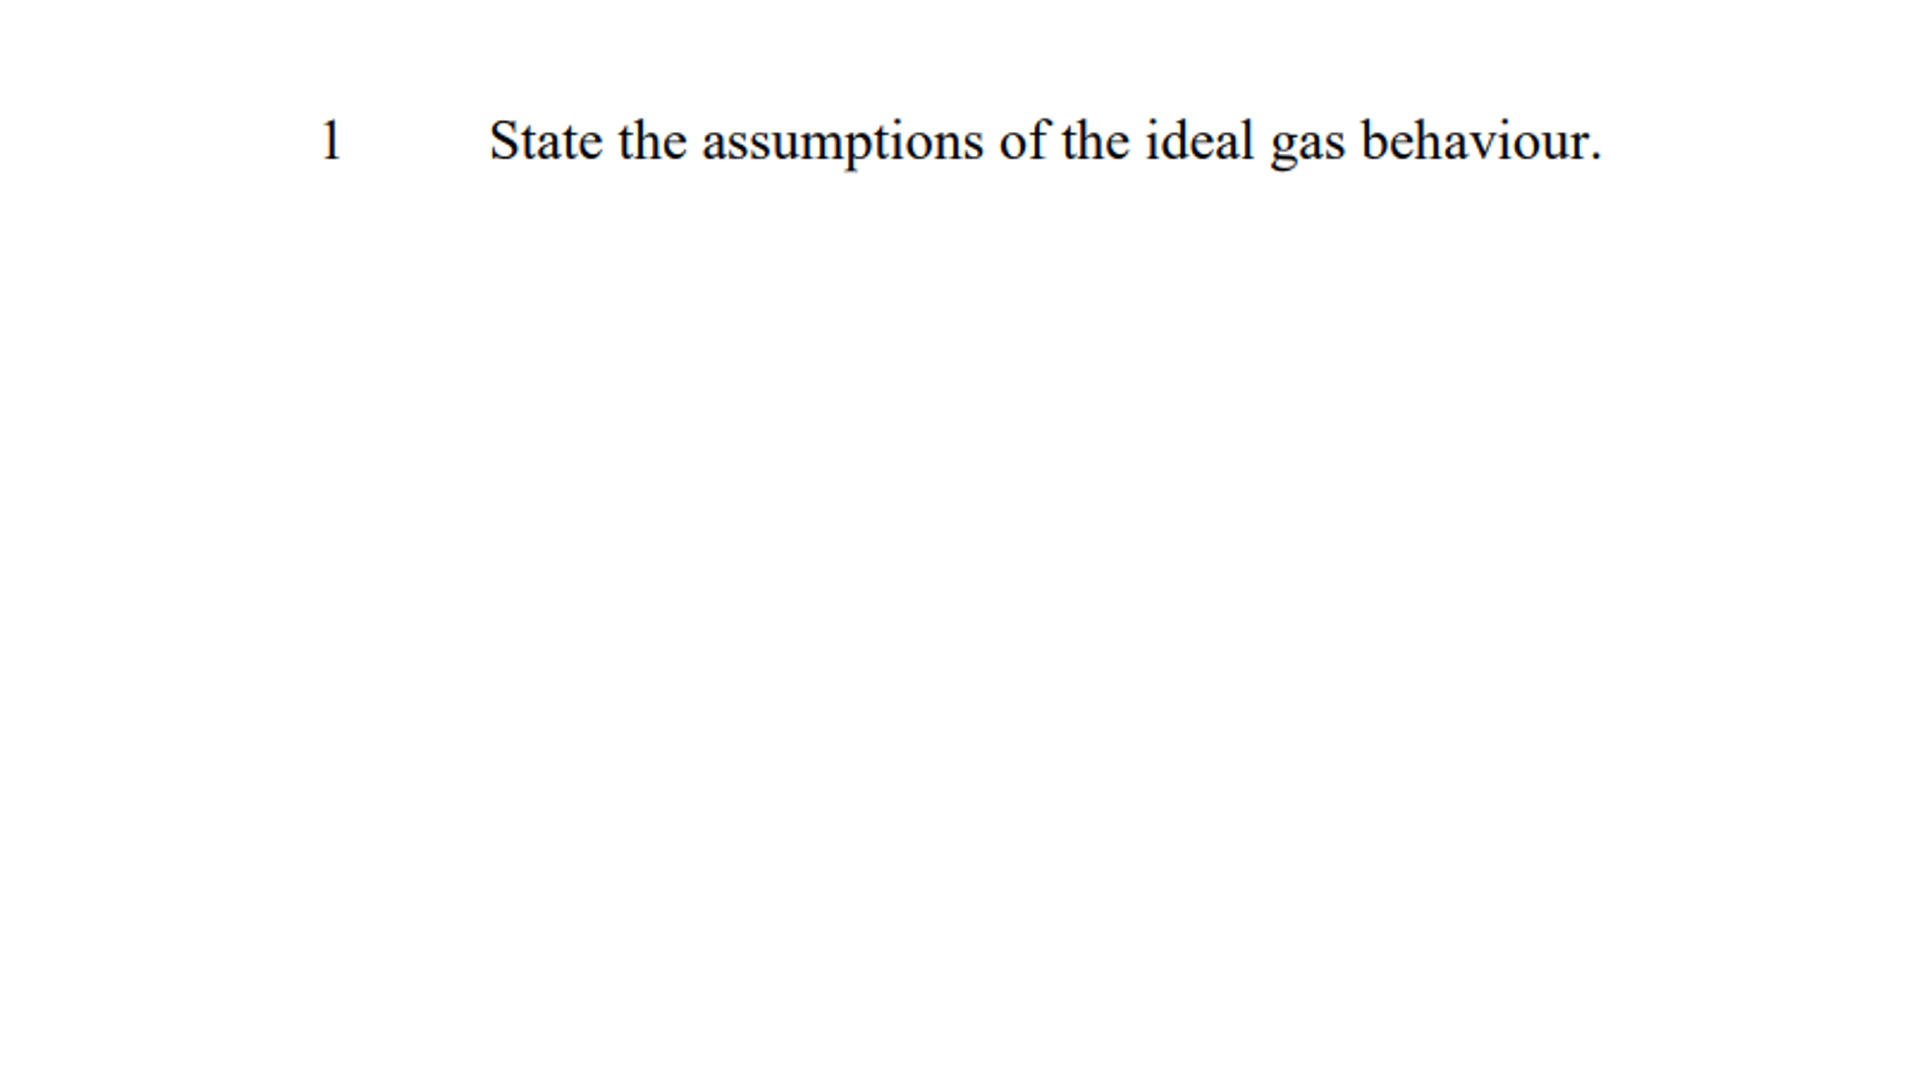 1 State the assumptions of the ideal gas behaviour.